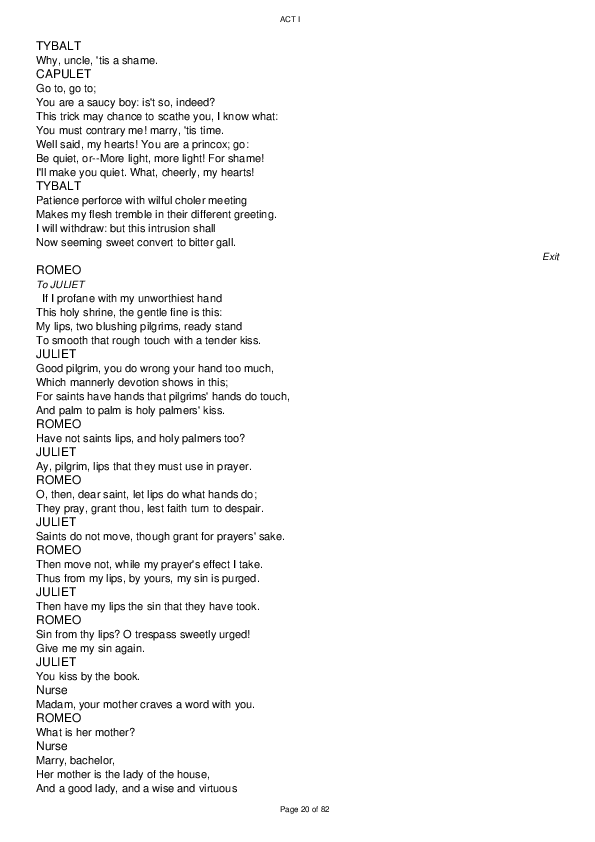 ACT I
TYBALT
Why, uncle, 'tis a shame.
CAPULET
Go to, go to;
You are a saucy boy: is't so, indeed?
This trick may chance to scathe you, I know what:
You must contrary me! marry, 'tis time.
Well said, my hearts! You are a princox; go:
Be quiet, or--More light, more light! For shame!
I'll make you quiet. What, cheerly, my hearts!
TYBALT
Patience perforce with wilful choler meeting
Makes my flesh tremble in their different greeting.
I will withdraw: but this intrusion shall
Now seeming sweet convert to bitter gall.
Exit
ROMEO
To JULIET
If I profane with my unworthiest hand
This holy shrine, the gentle fine is this:
My lips, two blushing pilgrims, ready stand
To smooth that rough touch with a tender kiss.
JULIET
Good pilgrim, you do wrong your hand too much,
Which mannerly devotion shows in this;
For saints have hands that pilgrims' hands do touch,
And palm to palm is holy palmers' kiss.
ROMEO
Have not saints lips, and holy palmers too?
JULIET
Ay, pilgrim, lips that they must use in prayer.
ROMEO
O, then, dear saint, let lips do what hands do;
They pray, grant thou, lest faith turn to despair.
JULIET
Saints do not move, though grant for prayers' sake.
ROMEO
Then move not, while my prayer's effect I take.
Thus from my lips, by yours, my sin is purged.
JULIET
Then have my lips the sin that they have took.
ROMEO
Sin from thy lips? O trespass sweetly urged!
Give me my sin again.
JULIET
You kiss by the book.
Nurse
Madam, your mother craves a word with you.
ROMEO
What is her mother?
Nurse
Marry, bachelor,
Her mother is the lady of the house,
And a good lady, and a wise and virtuous
Page 20 of 82